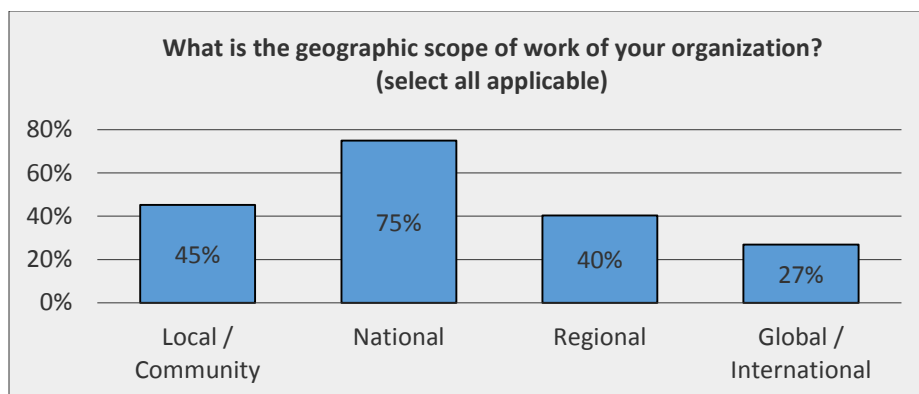 What is the geographic scope of work of your organization?
(select all applicable)
80%
60%
40%
20%
0%
45%
75%
40%
27%
Local /
Community
National
Regional
Global /
International